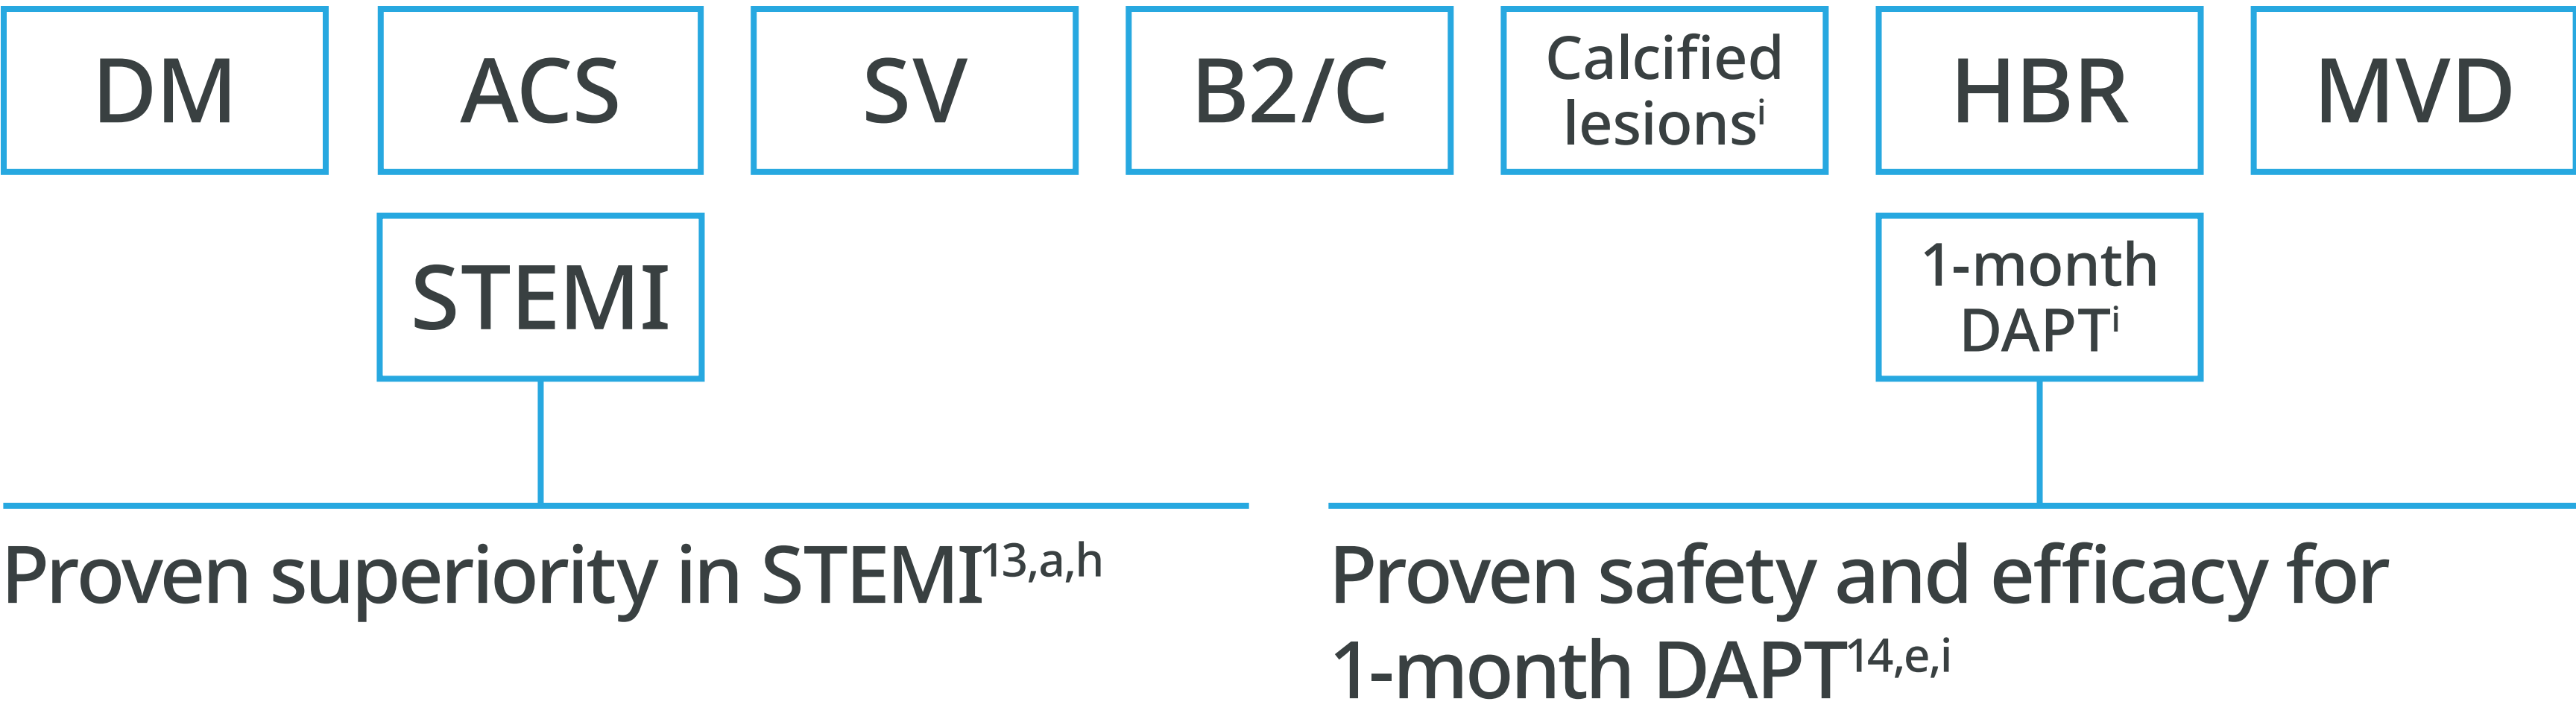 DM
ACS
SV
B2/C
Calcified
lesionsⁱ
HBR
MVD
STEMI
1-month
DAPTⁱ
Proven superiority in STEMI13,a,h
Proven safety and efficacy for
1-month DAPT14,e,i